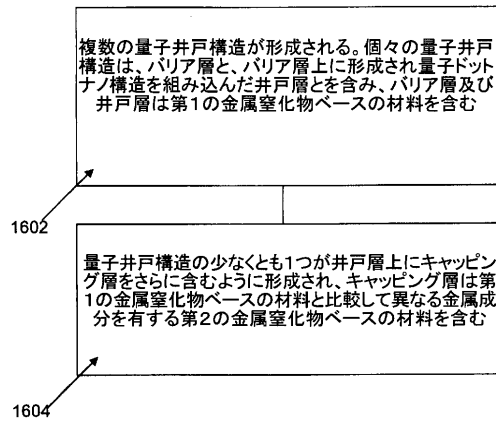 複数の量子井戸構造が形成される。個々の量子井戸
構造は、バリア層と、バリア層上に形成され量子ドット
ナノ構造を組み込んだ井戸層とを含み、バリア層及び
井戸層は第1の金属窒化物ベースの材料を含む
1602
量子井戸構造の少なくとも1つが井戸層上にキャッピン
グ層をさらに含むように形成され、キャッピング層は第
1の金属窒化物ベースの材料と比較して異なる金属成
分を有する第2の金属窒化物ベースの材料を含む
1604